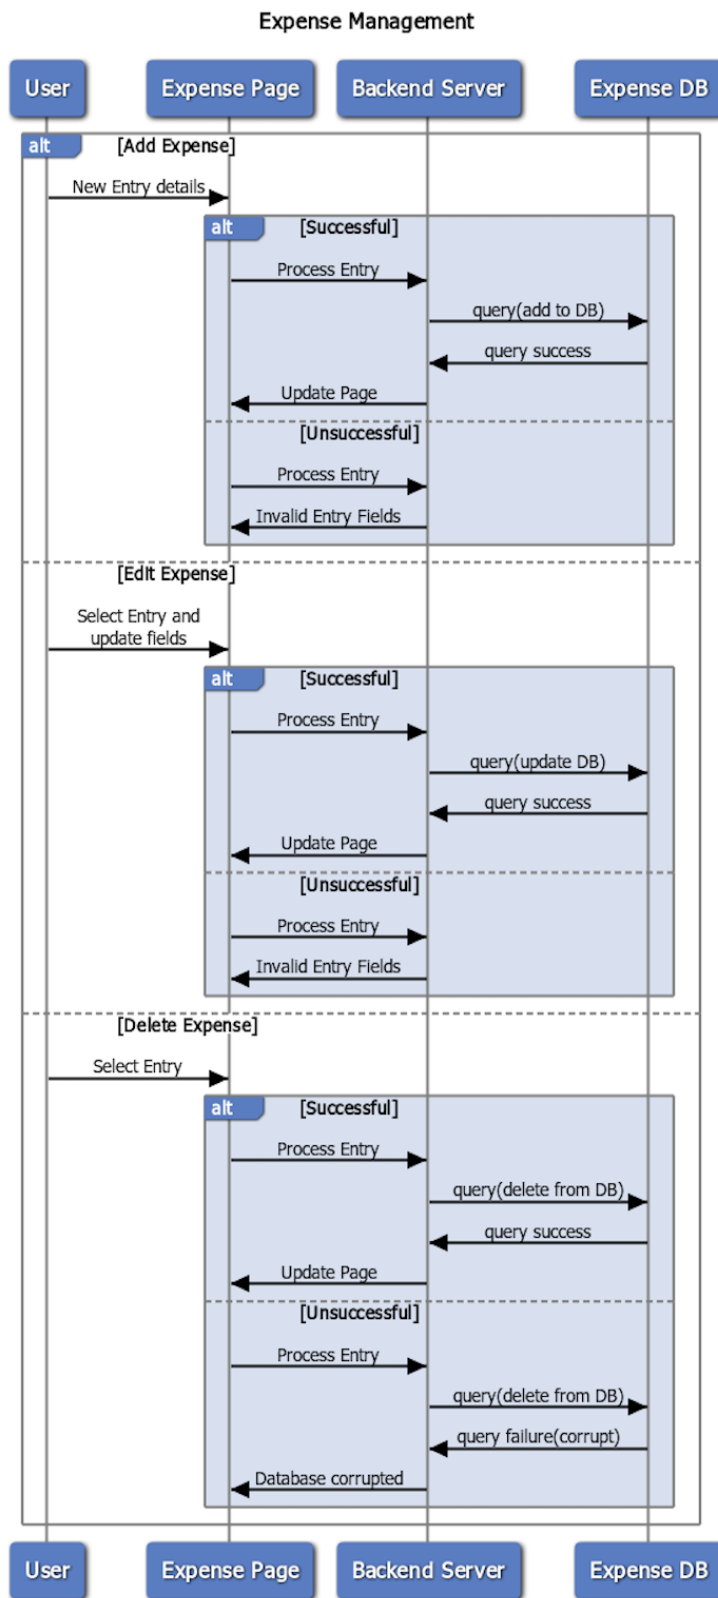 Expense Management
User
Expense Page
Backend Server
Expense DB
alt
[Add Expense]
New Entry details
alt
[Successful]
Process Entry
query(add to DB)
query success
Update Page
[Unsuccessful]
Process Entry
Invalid Entry Fields
[Edit Expense]
Select Entry and
update fields
alt
[Successful]
Process Entry
query(update DB)
query success
Update Page
[Unsuccessful]
Process Entry
Invalid Entry Fields
[Delete Expense]
Select Entry
alt
[Successful]
Process Entry
query(delete from DB)
query success
Update Page
[Unsuccessful]
Process Entry
query(delete from DB)
query failure(corrupt)
Database corrupted
User
Expense Page
Backend Server
Expense DB